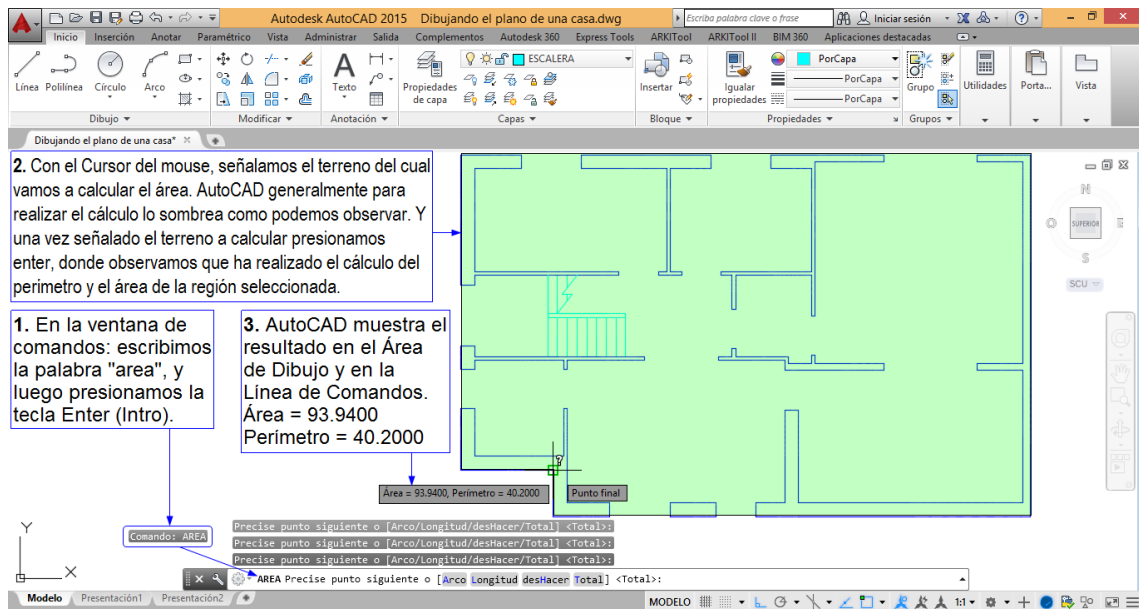 Autodesk AutoCAD 2015 Dibujando el plano de una casa.dwg
Escriba palabra clave o frase
Iniciar sesión
Inicio Inserción Anotar Paramétrico Vista Administrar Salida Complementos Autodesk 360 Express Tools ARKITool ARKITool II BIM 360 Aplicaciones destacadas
Línea Polilínea Círculo Arco
Texto
Propiedades de capa
ESCALERA
Insertar
Igualar propiedades
PorCapa
PorCapa
PorCapa
Grupo
Utilidades
Porta...
Vista
Dibujo Modificar Anotación Capas Bloque Propiedades Grupos
Dibujando el plano de una casa*
2. Con el Cursor del mouse, señalamos el terreno del cual
vamos a calcular el área. AutoCAD generalmente para
realizar el cálculo lo sombrea como podemos observar. Y
una vez señalado el terreno a calcular presionamos
enter, donde observamos que ha realizado el cálculo del
perimetro y el área de la región seleccionada.
1. En la ventana de
comandos: escribimos
la palabra "area", y
luego presionamos la
tecla Enter (Intro).
3. AutoCAD muestra el
resultado en el Área
de Dibujo y en la
Línea de Comandos.
Área = 93.9400
Perímetro = 40.2000
N
O SUPERIOR E
S
SCU
Área = 93.9400, Perímetro = 40.2000
Punto final
Y
X
Comando: AREA
Precise punto siguiente o [Arco/Longitud/desHacer/Total] <Total>:
Precise punto siguiente o [Arco/Longitud/desHacer/Total] <Total>:
Precise punto siguiente o [Arco/Longitud/desHacer/Total] <Total>:
AREA Precise punto siguiente o [Arco Longitud desHacer Total] <Total>:
Modelo Presentación1 Presentación2
MODELO
1:1